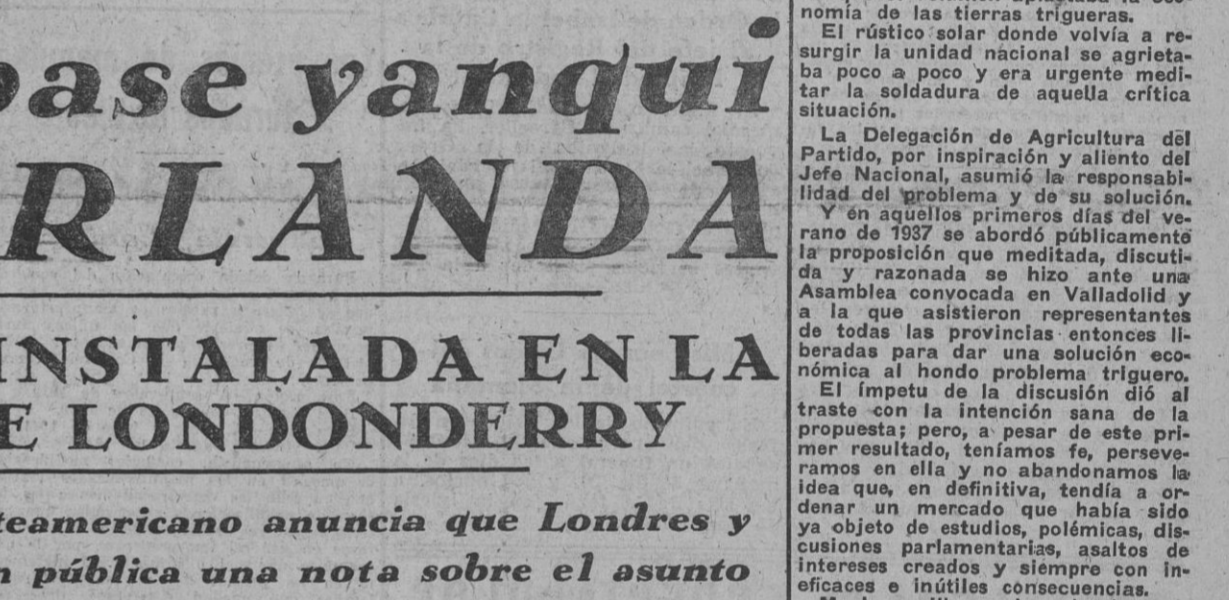 base yanqui
RLANDA
INSTALADA EN LA
E LONDONDERRY
teamericano anuncia que Londres y
n pública una nota sobre el asunto
nomía de las tierras trigueras.
El rústico solar donde volvía a re-
surgir la unidad nacional se agrieta-
ba poco a poco y era urgente medi-
tar la soldadura de aquella crítica
situación.
La Delegación de Agricultura del
Partido, por inspiración y aliento del
Jefe Nacional, asumió la responsabi-
lidad del problema y de su solución.
Y en aquellos primeros días del ve-
rano de 1937 se abordó públicamente
la proposición que meditada, discuti-
da y razonada se hizo ante una
Asamblea convocada en Valladolid y
a la que asistieron representantes
de todas las provincias entonces li-
beradas para dar una solución eco-
nómica al hondo problema triguero.
El ímpetu de la discusión dió al
traste con la intención sana de la
propuesta; pero, a pesar de este pri-
mer resultado, teníamos fe, perseve-
ramos en ella y no abandonamos la
idea que, en definitiva, tendía a or-
denar un mercado que había sido
ya objeto de estudios, polémicas, dis-
cusiones parlamentarias, asaltos de
intereses creados y siempre con in-
eficaces e inútiles consecuencias.